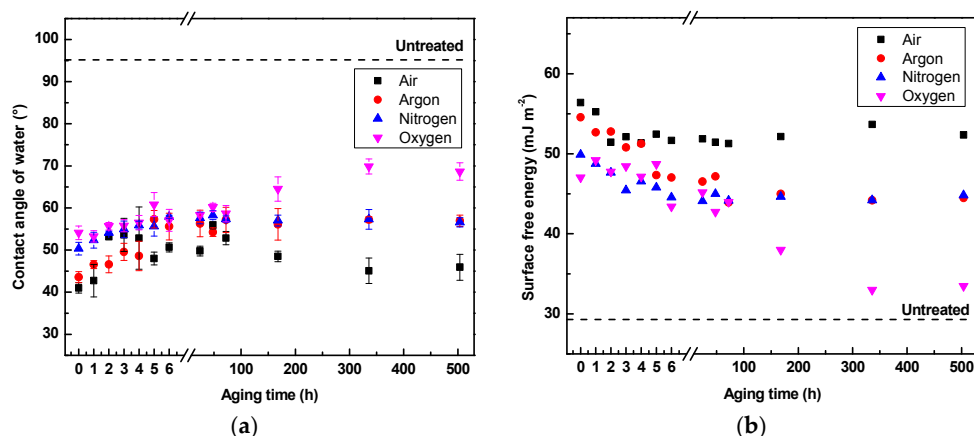 100
90
80
70
60
50
40
30
Contact angle of water (°)
Untreated
Air
Argon
Nitrogen
Oxygen
0 1 2 3 4 5 6 100 200 300 400 500
Aging time (h)
(a)
70
60
50
40
30
Surface free energy (mJ m⁻²)
Air
Argon
Nitrogen
Oxygen
Untreated
0 1 2 3 4 5 6 100 200 300 400 500
Aging time (h)
(b)